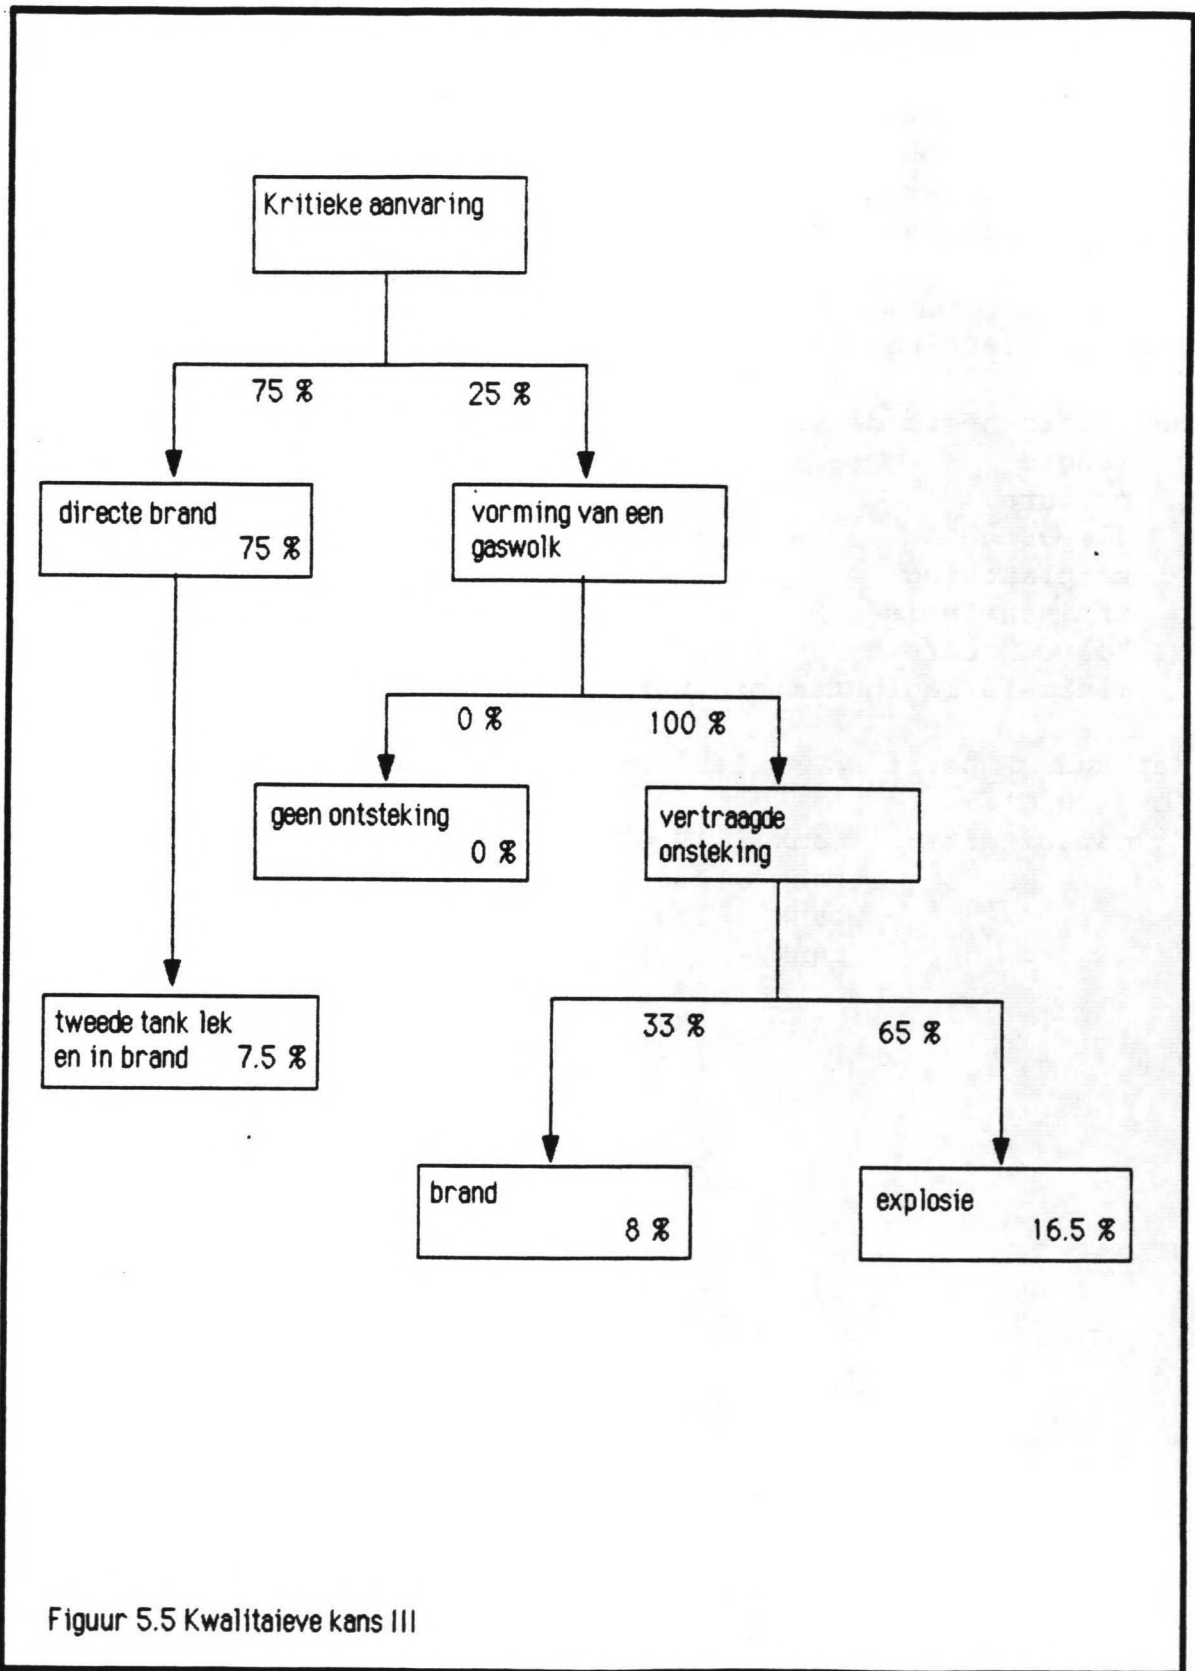 Kritieke aanvaring
75 %
25 %
directe brand
75 %
vorming van een
gaswolk
0 %
100 %
geen ontsteking
0 %
vertraagde
onsteking
tweede tank lek
en in brand 7.5 %
33 %
65 %
brand
8 %
explosie
16.5 %
Figuur 5.5 Kwalitaieve kans III